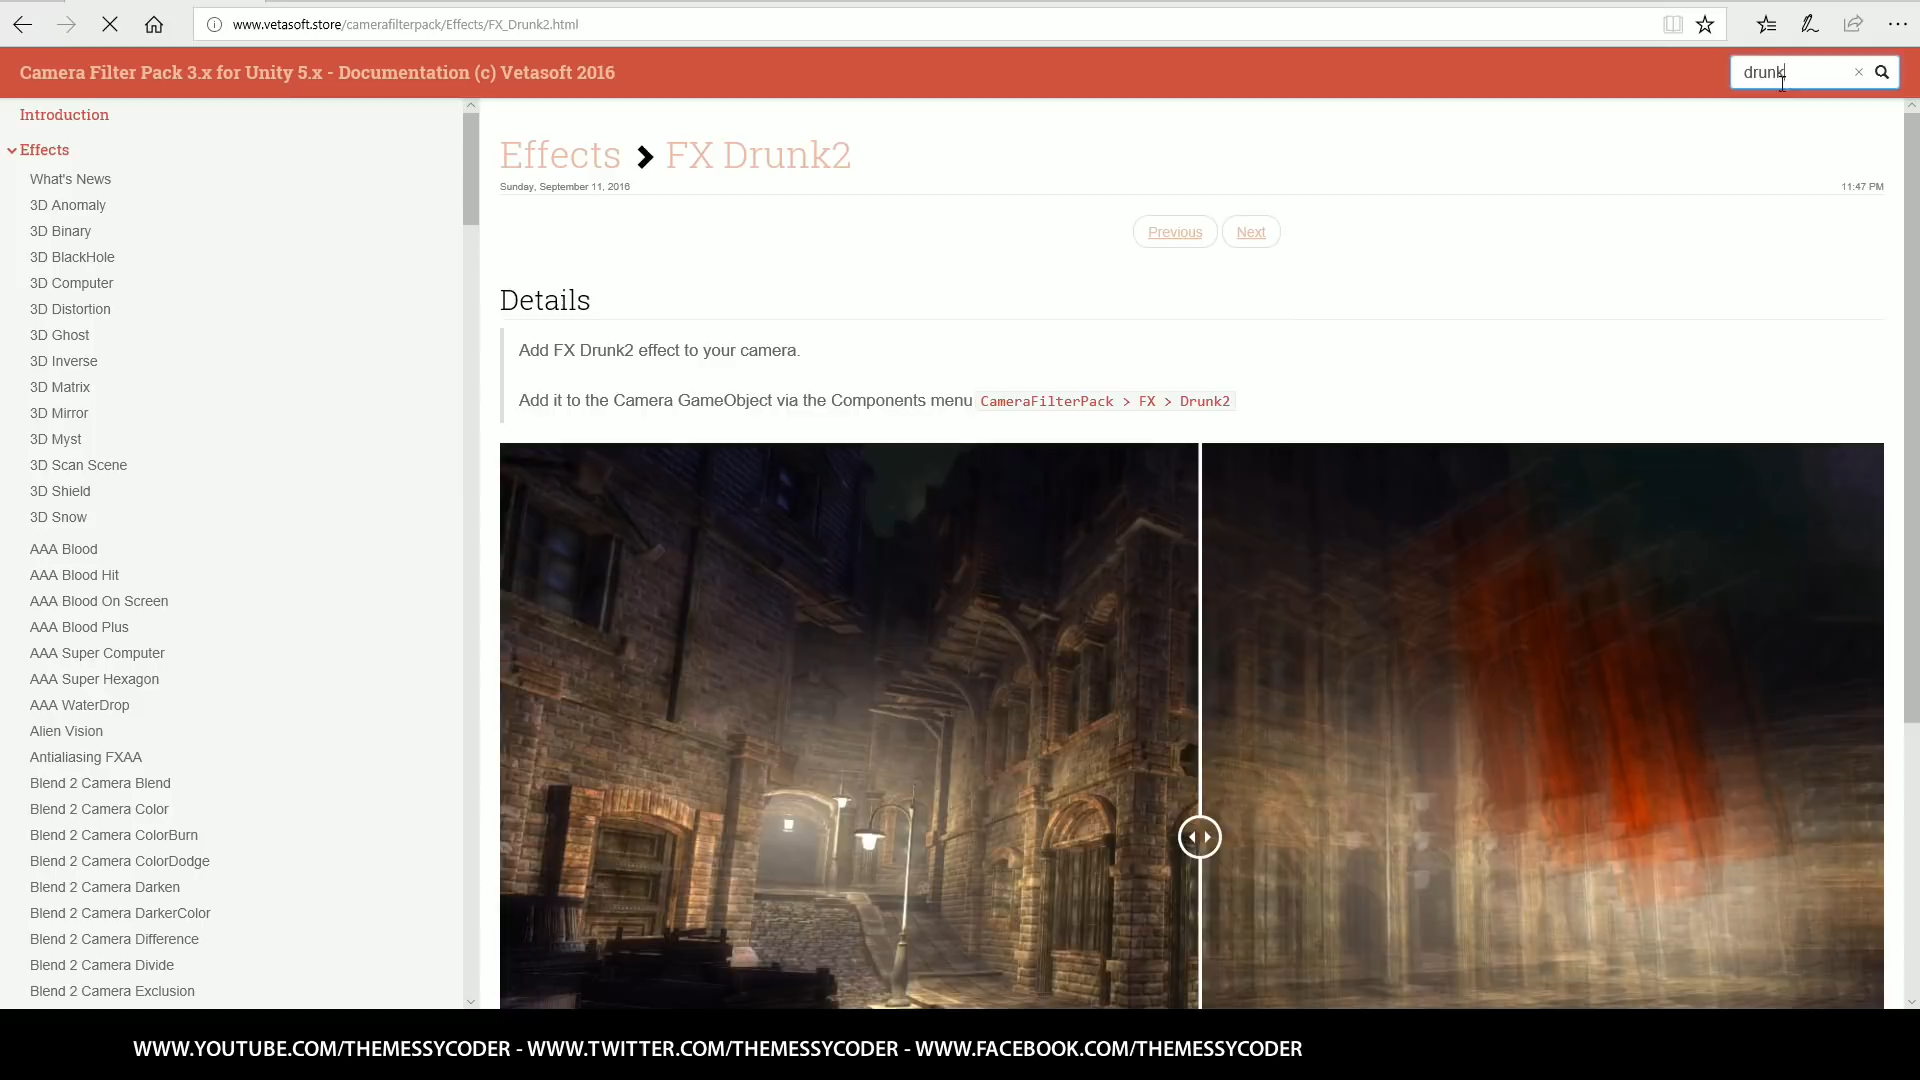 www.vetasoft.store/camerafilterpack/Effects/FX_Drunk2.html
Camera Filter Pack 3.x for Unity 5.x - Documentation (c) Vetasoft 2016
drunk
Introduction
Effects
What's News
3D Anomaly
3D Binary
3D BlackHole
3D Computer
3D Distortion
3D Ghost
3D Inverse
3D Matrix
3D Mirror
3D Myst
3D Scan Scene
3D Shield
3D Snow
AAA Blood
AAA Blood Hit
AAA Blood On Screen
AAA Blood Plus
AAA Super Computer
AAA Super Hexagon
AAA WaterDrop
Alien Vision
Antialiasing FXAA
Blend 2 Camera Blend
Blend 2 Camera Color
Blend 2 Camera ColorBurn
Blend 2 Camera ColorDodge
Blend 2 Camera Darken
Blend 2 Camera DarkerColor
Blend 2 Camera Difference
Blend 2 Camera Divide
Blend 2 Camera Exclusion
Effects > FX Drunk2
Sunday, September 11, 2016 11:47 PM
Previous Next
Details
Add FX Drunk2 effect to your camera.
Add it to the Camera GameObject via the Components menu CameraFilterPack > FX > Drunk2
WWW.YOUTUBE.COM/THEMESSYCODER - WWW.TWITTER.COM/THEMESSYCODER - WWW.FACEBOOK.COM/THEMESSYCODER